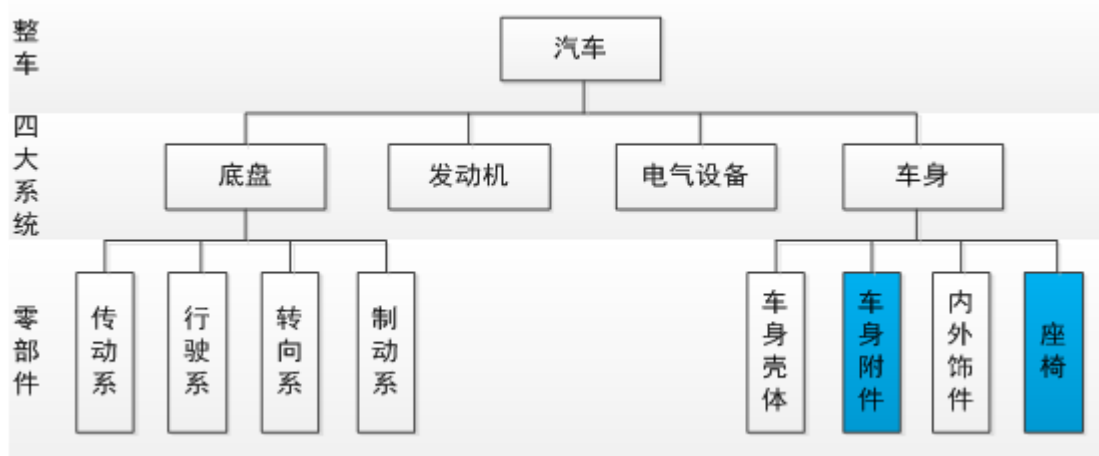 整车
汽车
四大系统
底盘
发动机
电气设备
车身
零部件
传动系
行驶系
转向系
制动系
车身壳体
车身附件
内外饰件
座椅